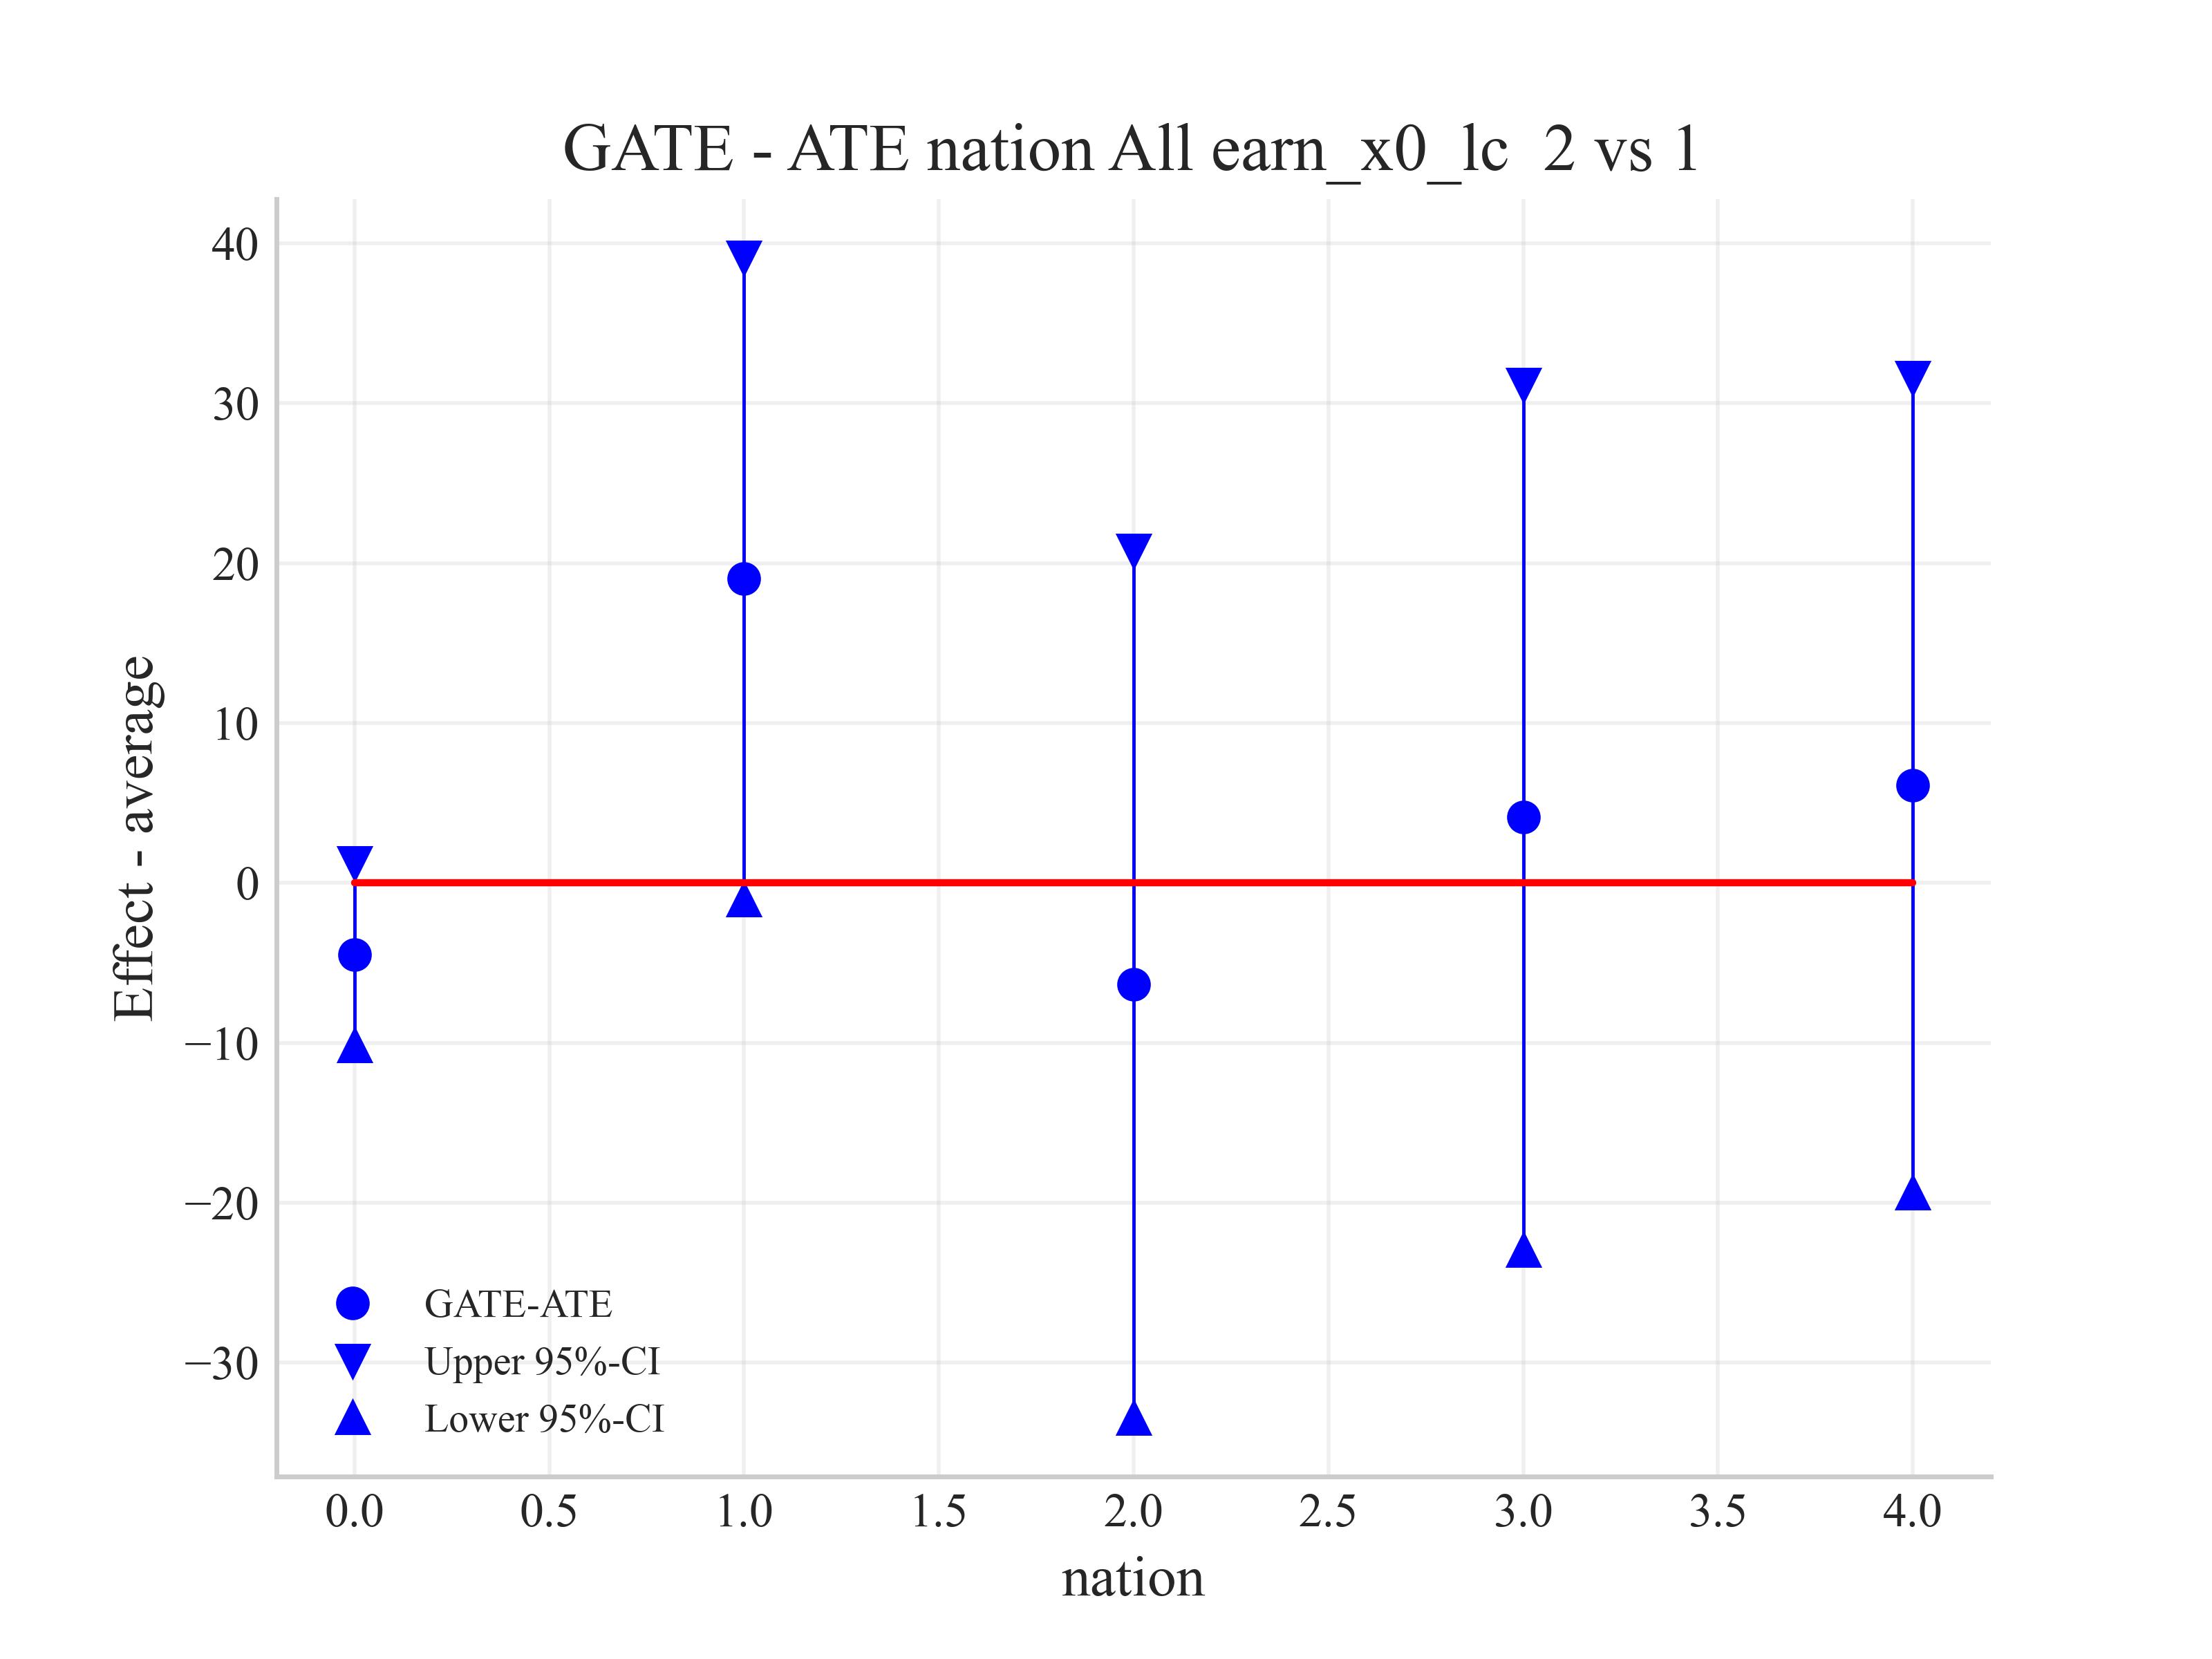 GATE - ATE nation All eam_x0_lc  2 vs 1
Effect - average
40
30
20
10
0
−10
−20
−30
GATE-ATE
Upper 95%-CI
Lower 95%-CI
0.0 0.5 1.0 1.5 2.0 2.5 3.0 3.5 4.0
nation